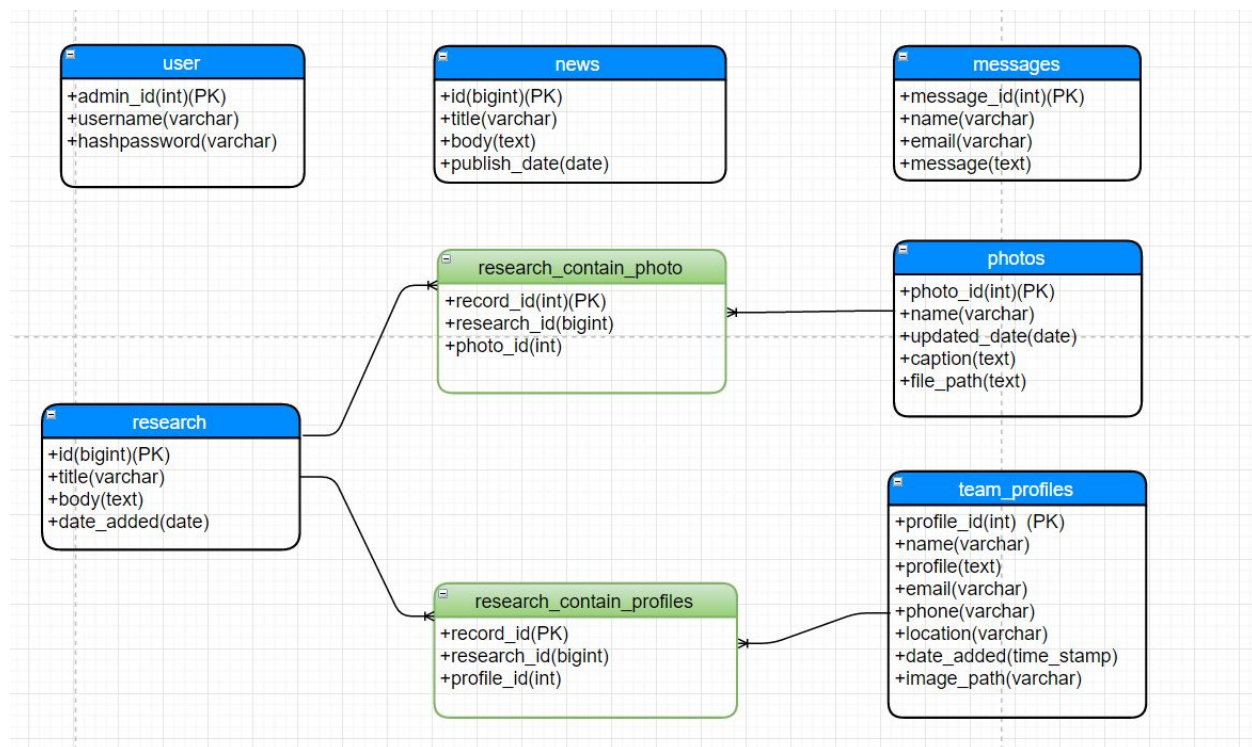 user
+admin_id(int)(PK)
+username(varchar)
+hashpassword(varchar)
news
+id(bigint)(PK)
+title(varchar)
+body(text)
+publish_date(date)
messages
+message_id(int)(PK)
+name(varchar)
+email(varchar)
+message(text)
research_contain_photo
+record_id(int)(PK)
+research_id(bigint)
+photo_id(int)
photos
+photo_id(int)(PK)
+name(varchar)
+updated_date(date)
+caption(text)
+file_path(text)
research
+id(bigint)(PK)
+title(varchar)
+body(text)
+date_added(date)
team_profiles
+profile_id(int)  (PK)
+name(varchar)
+profile(text)
+email(varchar)
+phone(varchar)
+location(varchar)
+date_added(time_stamp)
+image_path(varchar)
research_contain_profiles
+record_id(PK)
+research_id(bigint)
+profile_id(int)